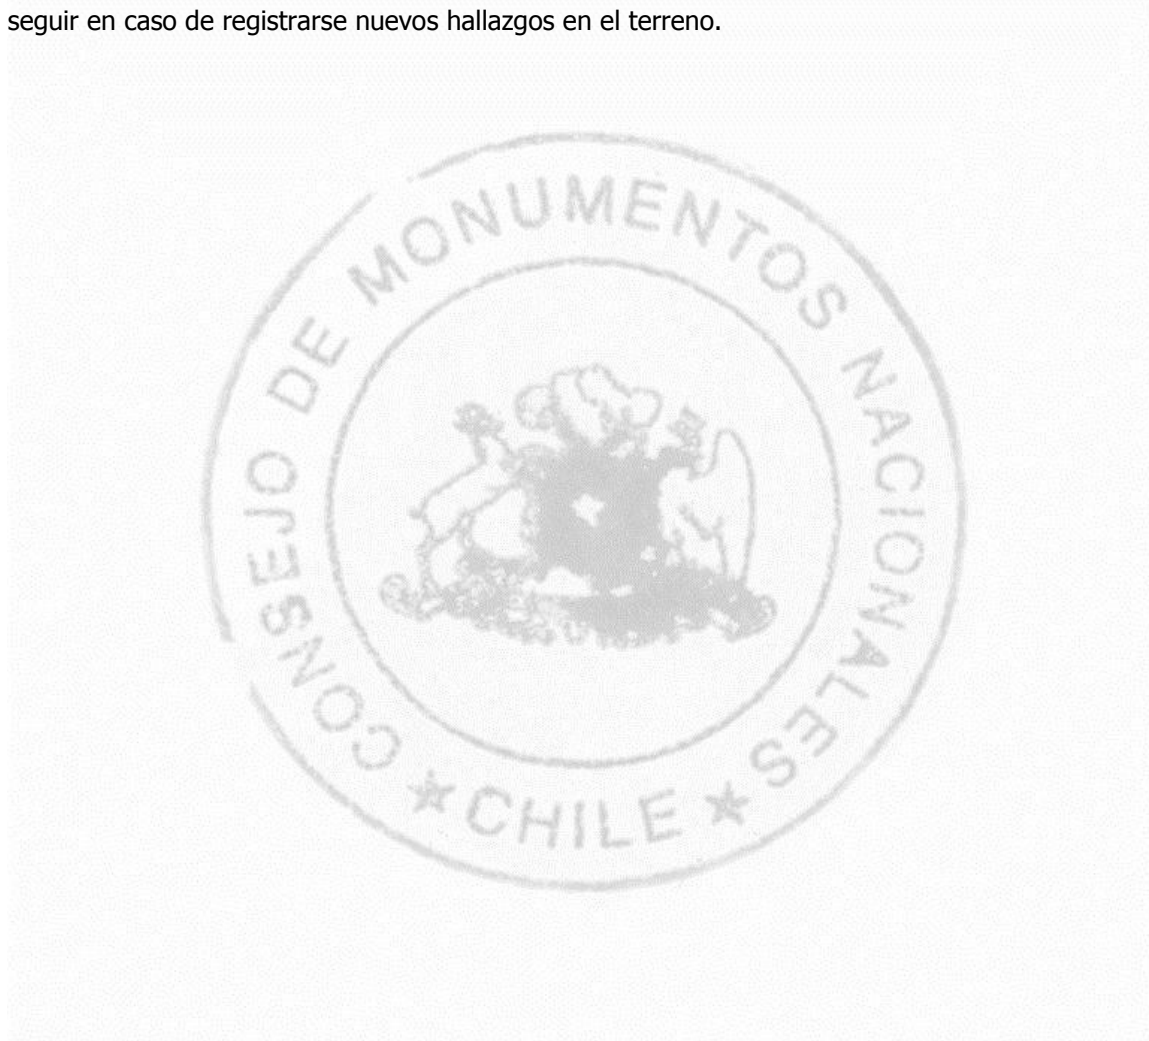 seguir en caso de registrarse nuevos hallazgos en el terreno.
CONSEJO DE MONUMENTOS NACIONALES
★ CHILE ★